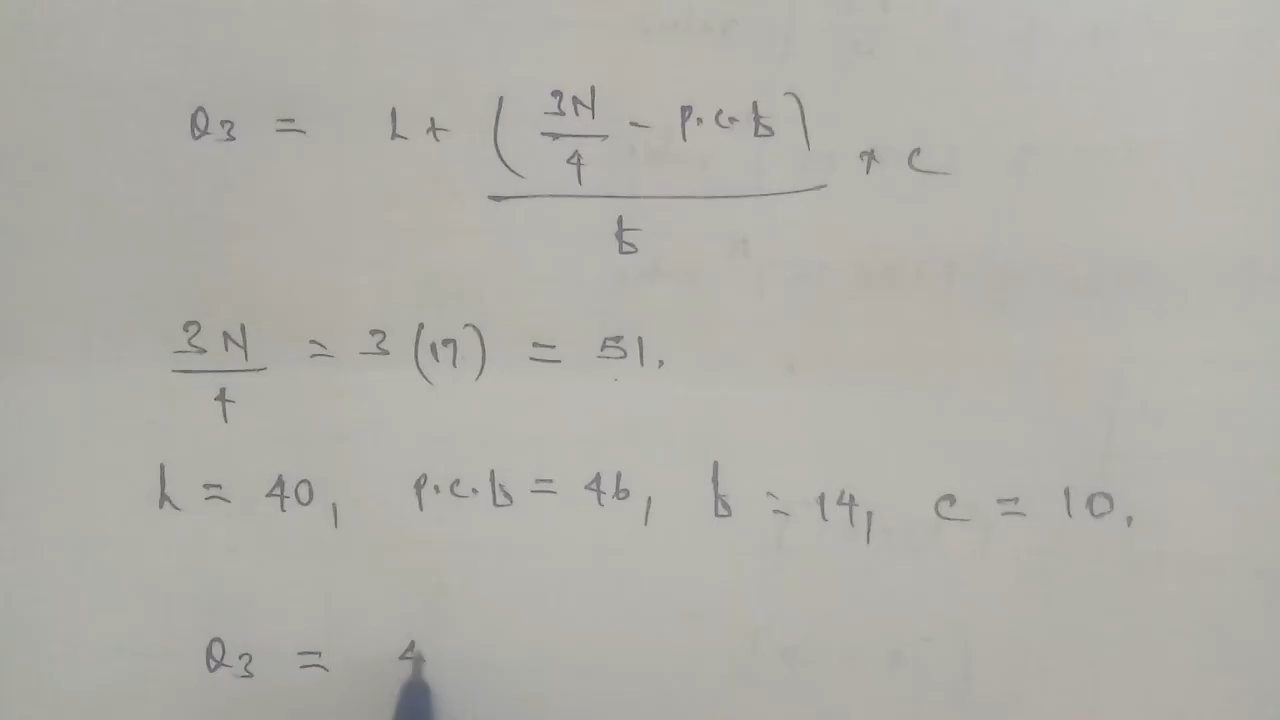 Q3 = L + (3N/4 - p.c.f) / f * c
3N/4 = 3(17) = 51.
L = 40, p.c.f = 46, f = 14, c = 10.
Q3 = 4